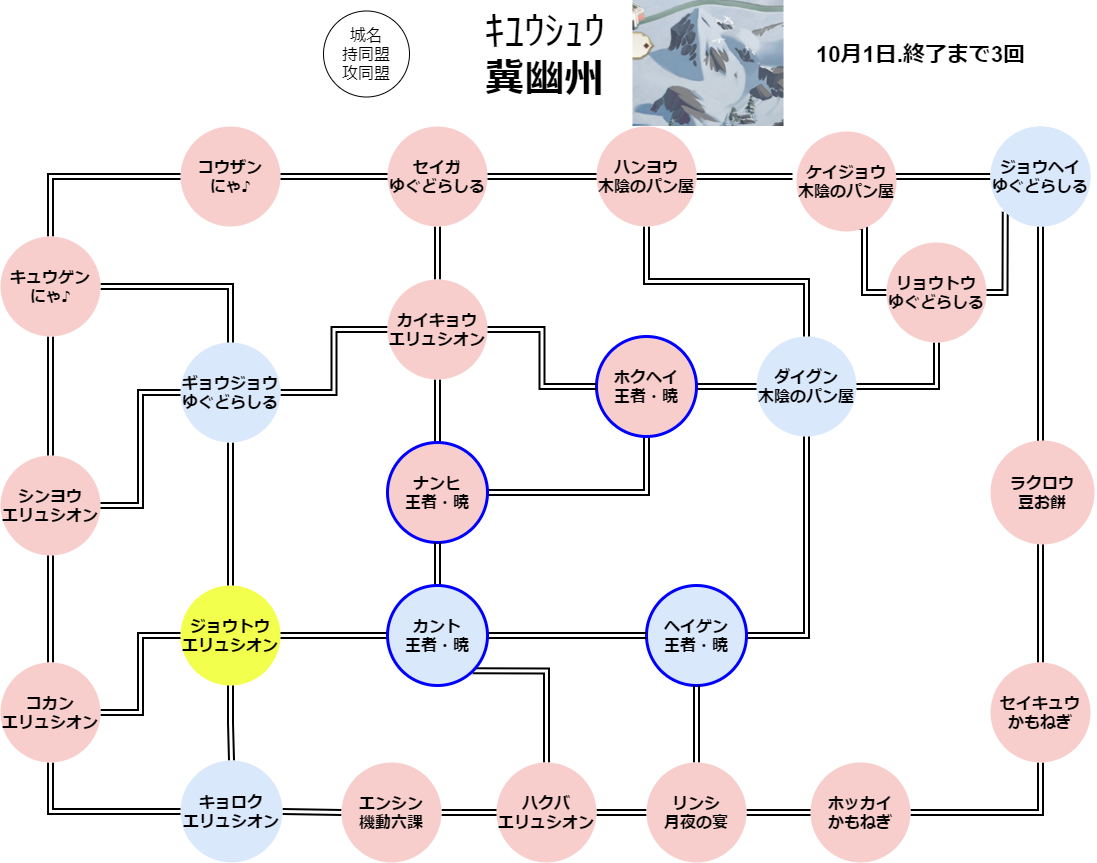 城名
持同盟
攻同盟
ｷﾕｳｼｭｳ
冀幽州
10月1日.終了まで3回
コウザン
にゃ♪
セイガ
ゆぐどらしる
ハンヨウ
木陰のパン屋
ケイジョウ
木陰のパン屋
ジョウヘイ
ゆぐどらしる
キュウゲン
にゃ♪
リョウトウ
ゆぐどらしる
カイキョウ
エリュシオン
ギョウジョウ
ゆぐどらしる
ホクヘイ
王者・暁
ダイグン
木陰のパン屋
シンヨウ
エリュシオン
ナンヒ
王者・暁
ラクロウ
豆お餅
ジョウトウ
エリュシオン
カント
王者・暁
ヘイゲン
王者・暁
コカン
エリュシオン
セイキュウ
かもねぎ
キョロク
エリュシオン
エンシン
機動六課
ハクバ
エリュシオン
リンシ
月夜の宴
ホッカイ
かもねぎ